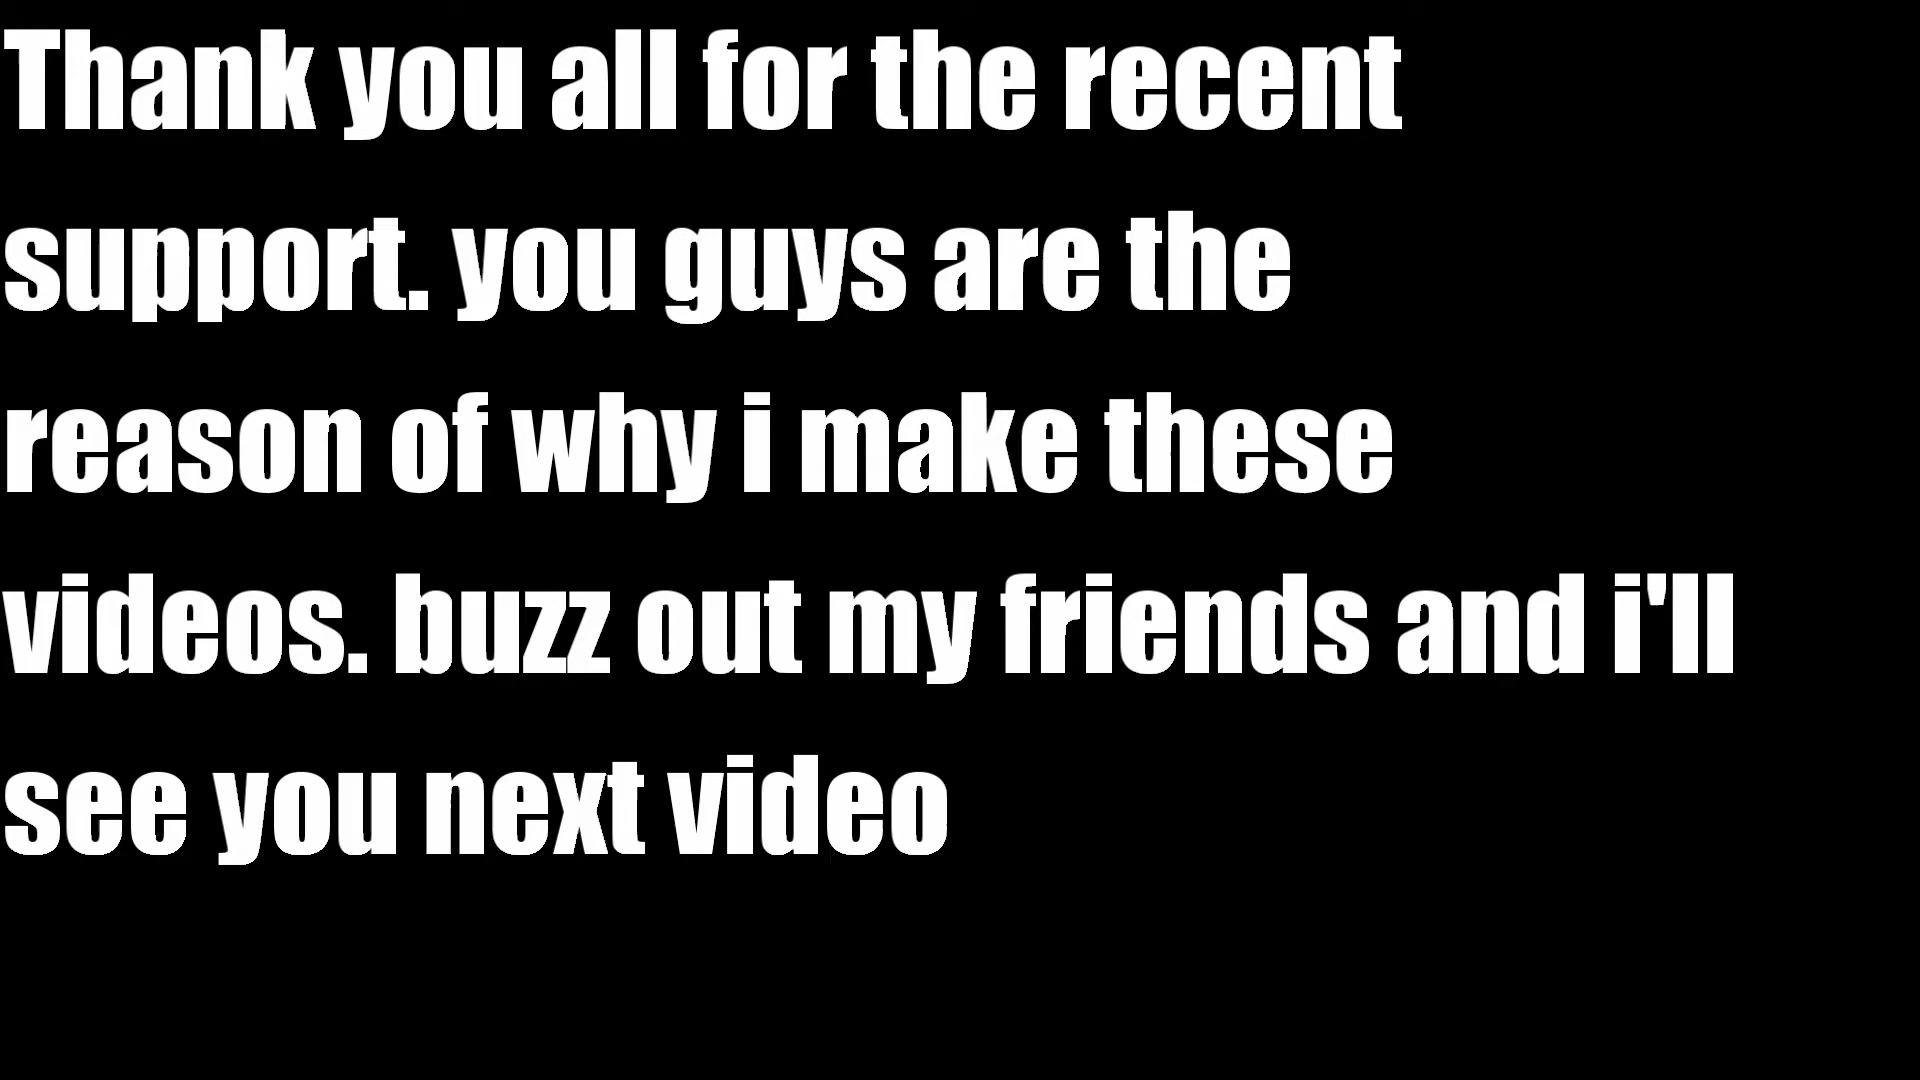 Thank you all for the recent
support. you guys are the
reason of why i make these
videos. buzz out my friends and i'll
see you next video